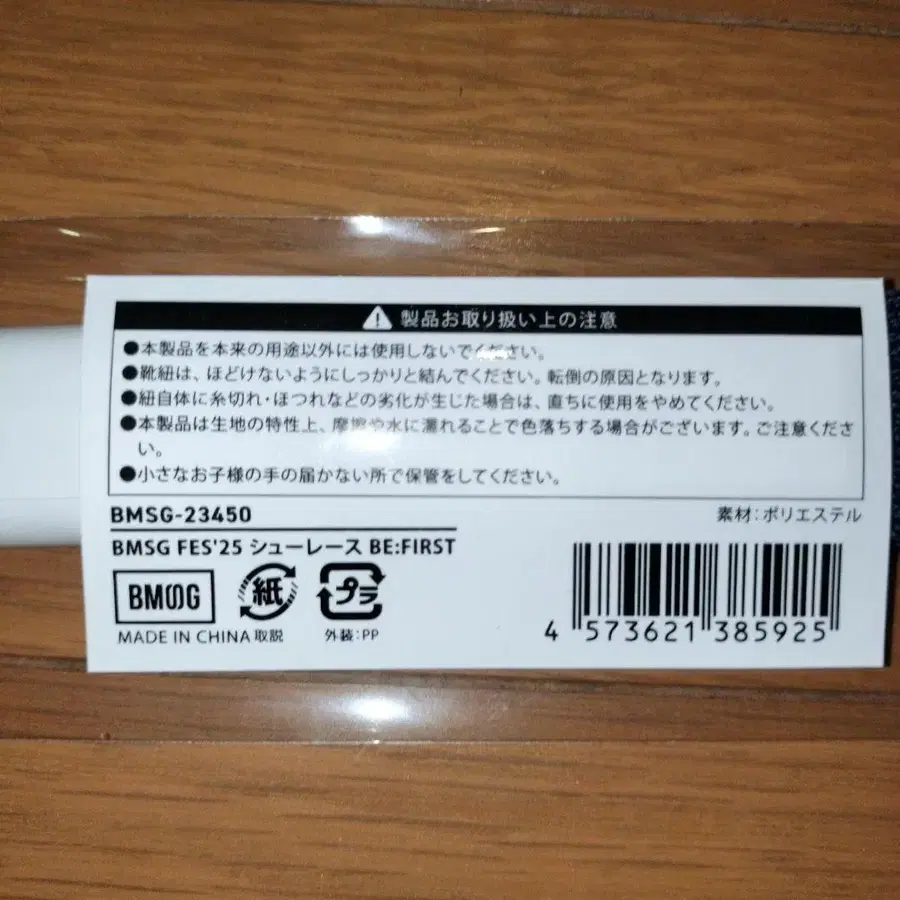 製品お取り扱い上の注意
●本製品を本来の用途以外には使用しないでください。
●靴紐は、ほどけないようにしっかりと結んでください。転倒の原因となります。
●紐自体に糸切れ・ほつれなどの劣化が生じた場合は、直ちに使用をやめてください。
●本製品は生地の特性上、摩擦や水に濡れることで色落ちする場合がございます。ご注意くださ
い。
●小さなお子様の手の届かない所で保管をしてください。
BMSG-23450 素材:ポリエステル
BMSG FES'25 シューレース BE:FIRST
BMSG 紙 プラ
MADE IN CHINA 取説 外装:PP
4 573621 385925